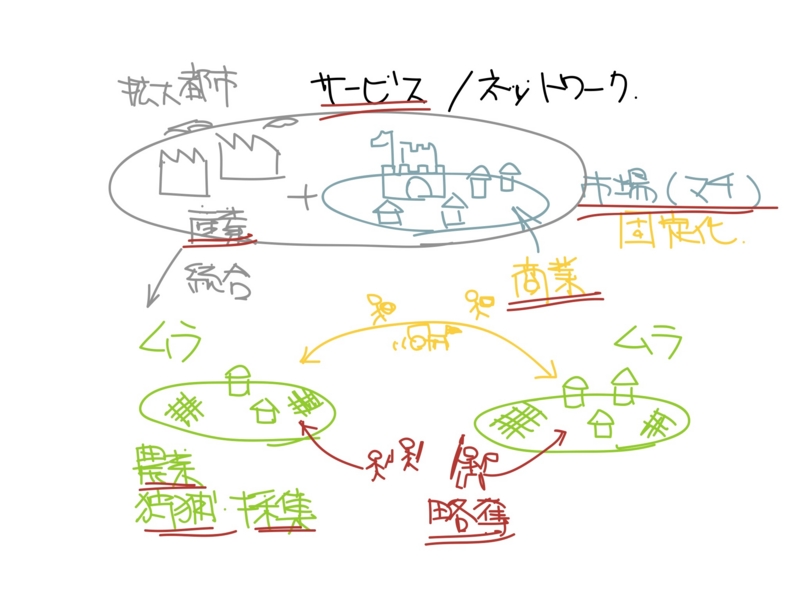 拡大都市
サービス / ネットワーク.
+
市場(マチ)
固定化.
産業
統合
商業
ムラ
ムラ
農業
狩猟・採集
略奪